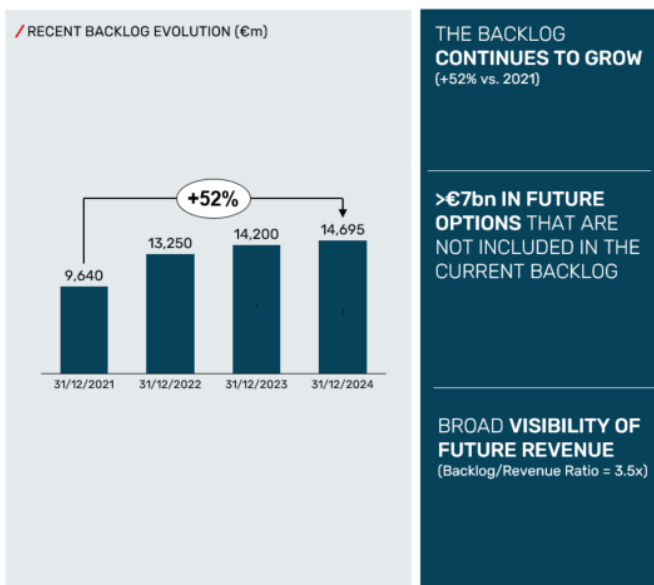 / RECENT BACKLOG EVOLUTION (€m)
+52%
9,640
13,250
14,200
14,695
31/12/2021
31/12/2022
31/12/2023
31/12/2024
THE BACKLOG
CONTINUES TO GROW
(+52% vs. 2021)
>€7bn IN FUTURE
OPTIONS THAT ARE
NOT INCLUDED IN THE
CURRENT BACKLOG
BROAD VISIBILITY OF
FUTURE REVENUE
(Backlog/Revenue Ratio = 3.5x)